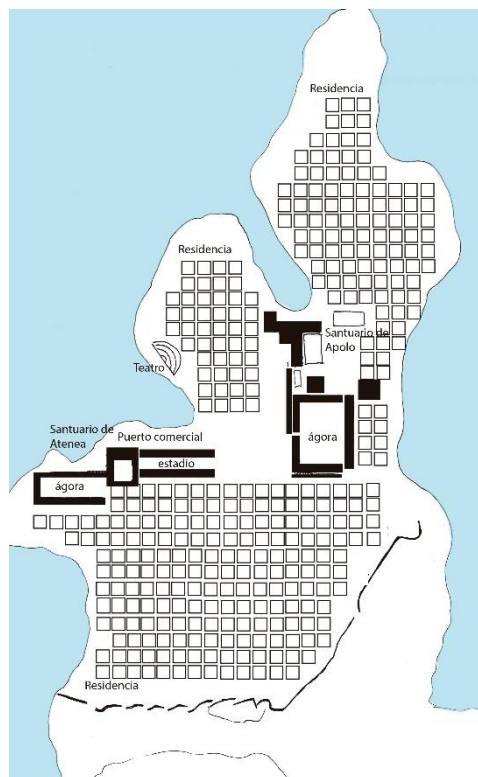 Residencia
Residencia
Santuario de
Apolo
Teatro
Santuario de
Atenea
Puerto comercial
ágora
estadio
ágora
Residencia